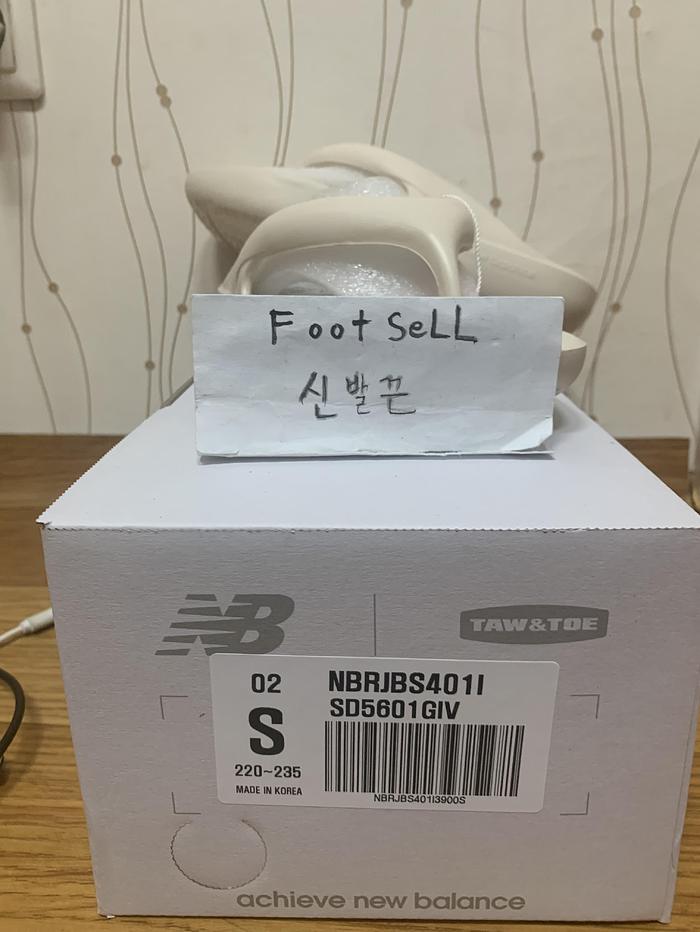 Foot SeLL
신발끈
NB
TAW&TOE
02
S
220~235
MADE IN KOREA
NBRJBS401I
SD5601GIV
NBRJBS401I3900S
achieve new balance